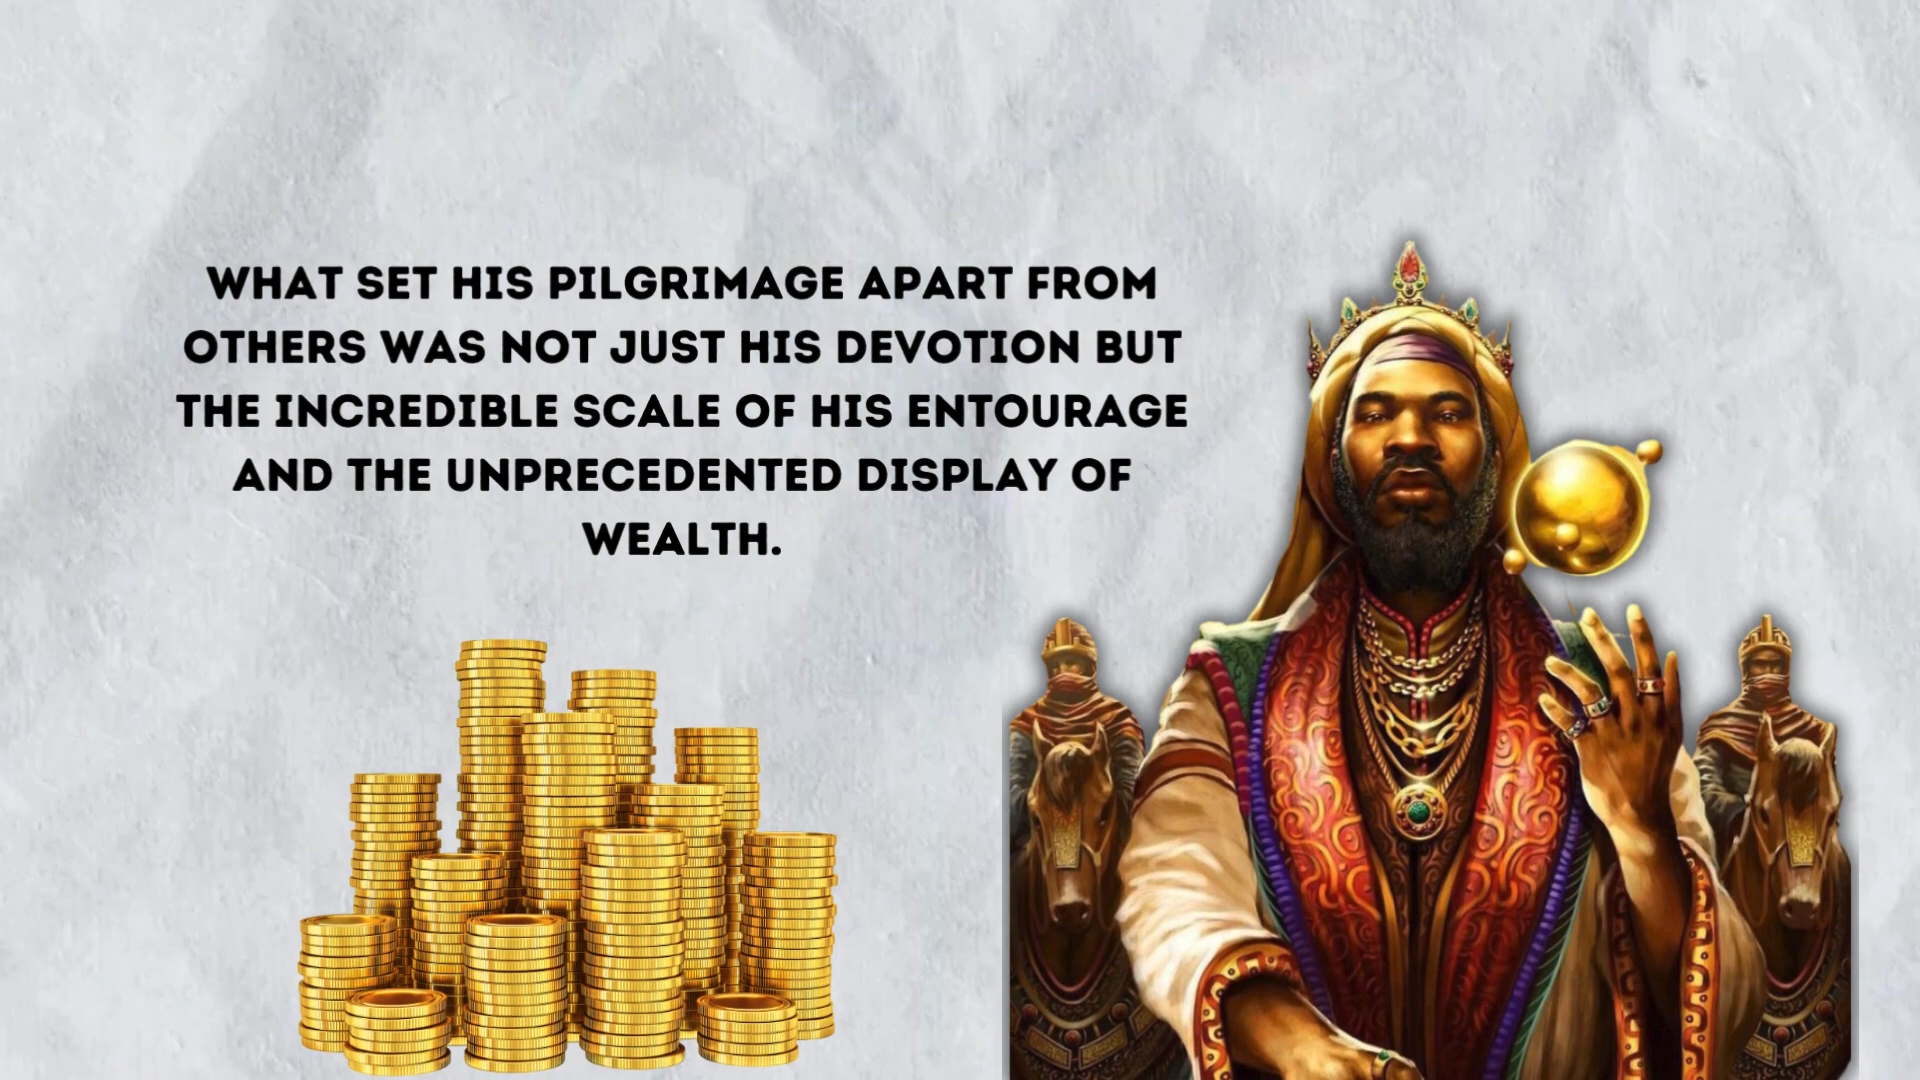 WHAT SET HIS PILGRIMAGE APART FROM
OTHERS WAS NOT JUST HIS DEVOTION BUT
THE INCREDIBLE SCALE OF HIS ENTOURAGE
AND THE UNPRECEDENTED DISPLAY OF
WEALTH.